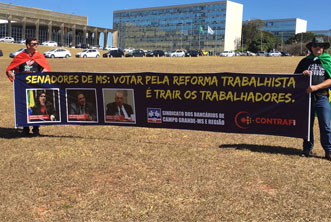 SENADORES DE MS: VOTAR PELA REFORMA TRABALHISTA
É TRAIR OS TRABALHADORES.
SINDICATO DOS BANCÁRIOS DE
CAMPO GRANDE-MS E REGIÃO
CONTRAF